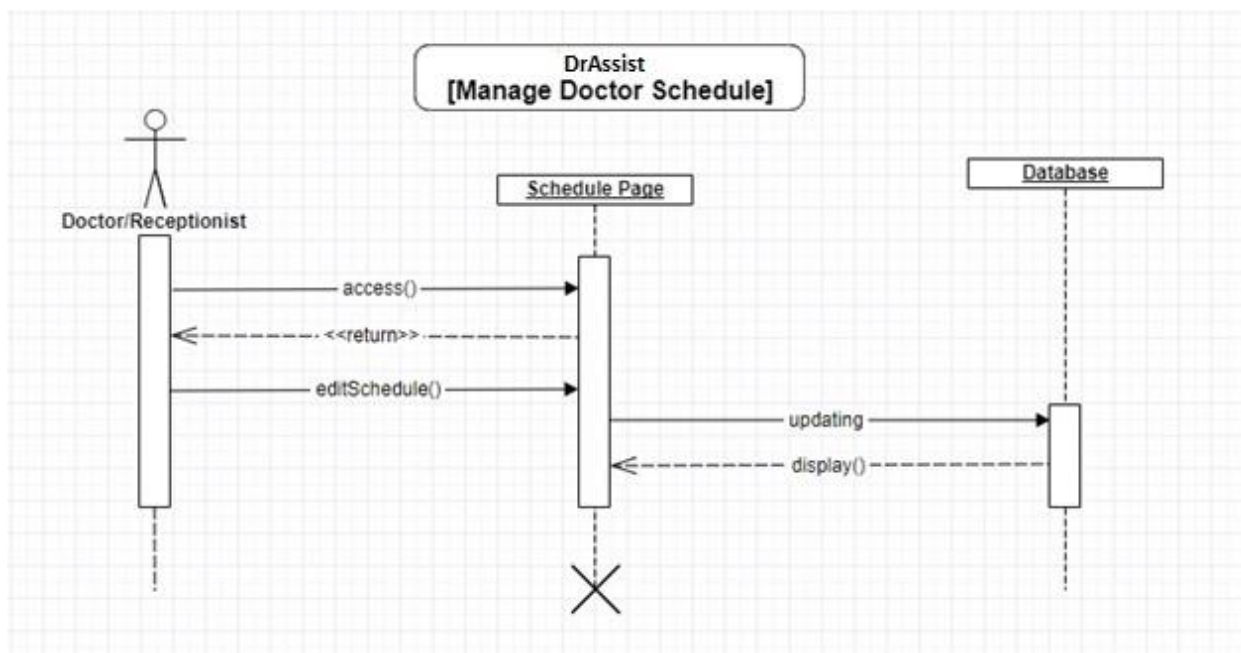 DrAssist
[Manage Doctor Schedule]
Schedule Page
Database
Doctor/Receptionist
access()
<<return>>
editSchedule()
updating
display()